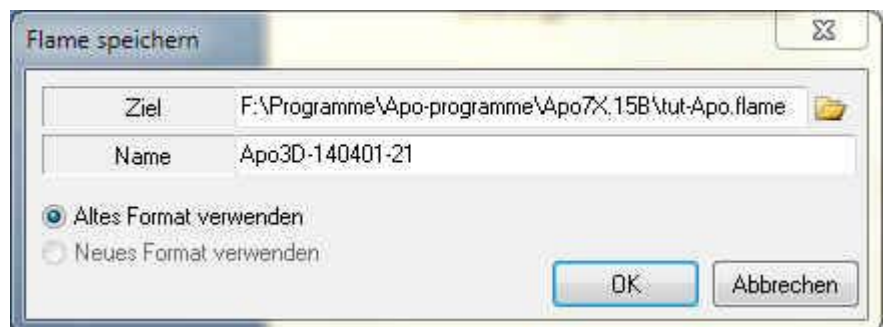 Flame speichern
Ziel F:\Programme\Apo-programme\Apo7X.15B\tut-Apo.flame
Name Apo3D-140401-21
Altes Format verwenden
Neues Format verwenden
OK Abbrechen